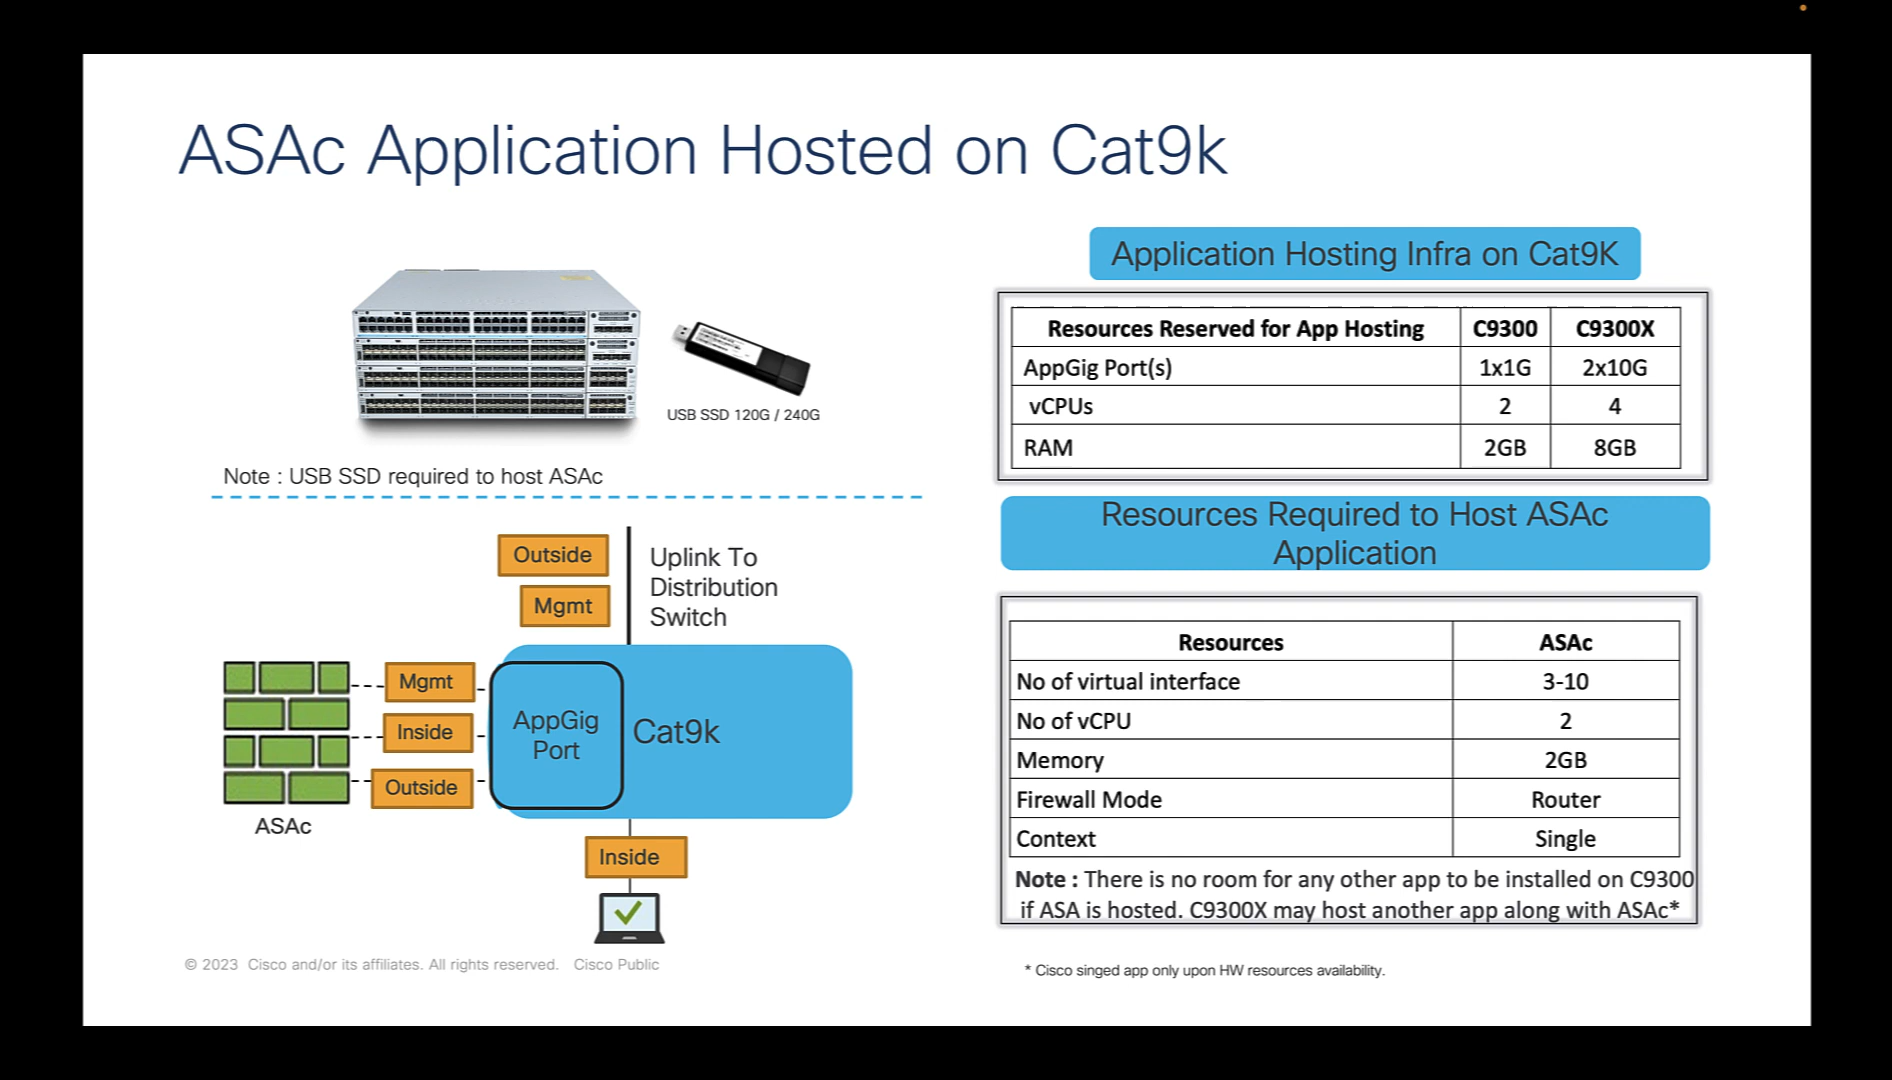 ASAc Application Hosted on Cat9k
USB SSD 120G / 240G
Note : USB SSD required to host ASAc
Outside
Mgmt
Uplink To
Distribution
Switch
Mgmt
Inside
Outside
AppGig
Port
Cat9k
ASAc
Inside
Application Hosting Infra on Cat9K
Resources Reserved for App Hosting C9300 C9300X
AppGig Port(s) 1x1G 2x10G
vCPUs 2 4
RAM 2GB 8GB
Resources Required to Host ASAc
Application
Resources ASAc
No of virtual interface 3-10
No of vCPU 2
Memory 2GB
Firewall Mode Router
Context Single
Note : There is no room for any other app to be installed on C9300
if ASA is hosted. C9300X may host another app along with ASAc*
© 2023 Cisco and/or its affiliates. All rights reserved. Cisco Public
* Cisco singed app only upon HW resources availability.